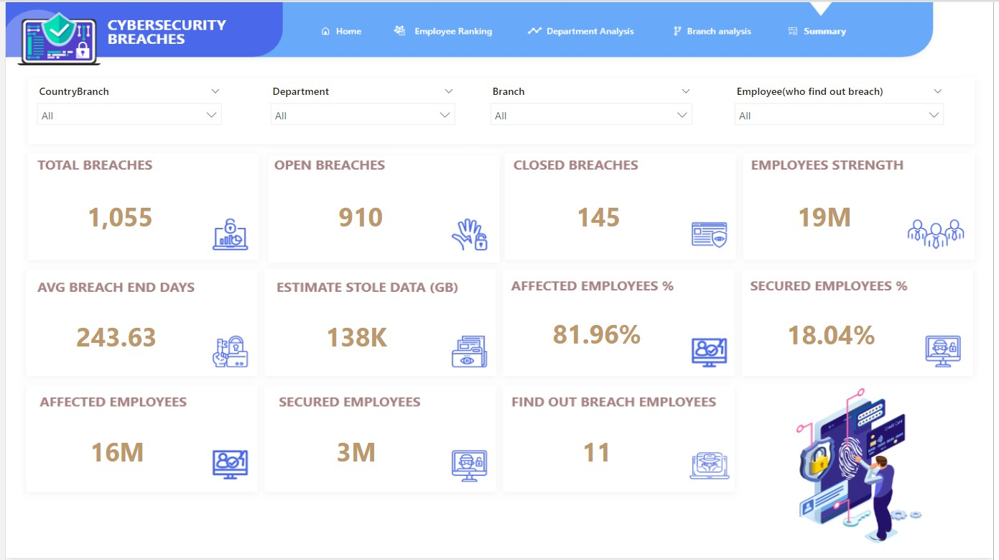 CYBERSECURITY
BREACHES
Home
Employee Ranking
Department Analysis
Branch analysis
Summary
CountryBranch
Department
Branch
Employee(who find out breach)
All
All
All
All
TOTAL BREACHES
OPEN BREACHES
CLOSED BREACHES
EMPLOYEES STRENGTH
1,055
910
145
19M
AVG BREACH END DAYS
ESTIMATE STOLE DATA (GB)
AFFECTED EMPLOYEES %
SECURED EMPLOYEES %
243.63
138K
81.96%
18.04%
AFFECTED EMPLOYEES
SECURED EMPLOYEES
FIND OUT BREACH EMPLOYEES
16M
3M
11
Credit Card